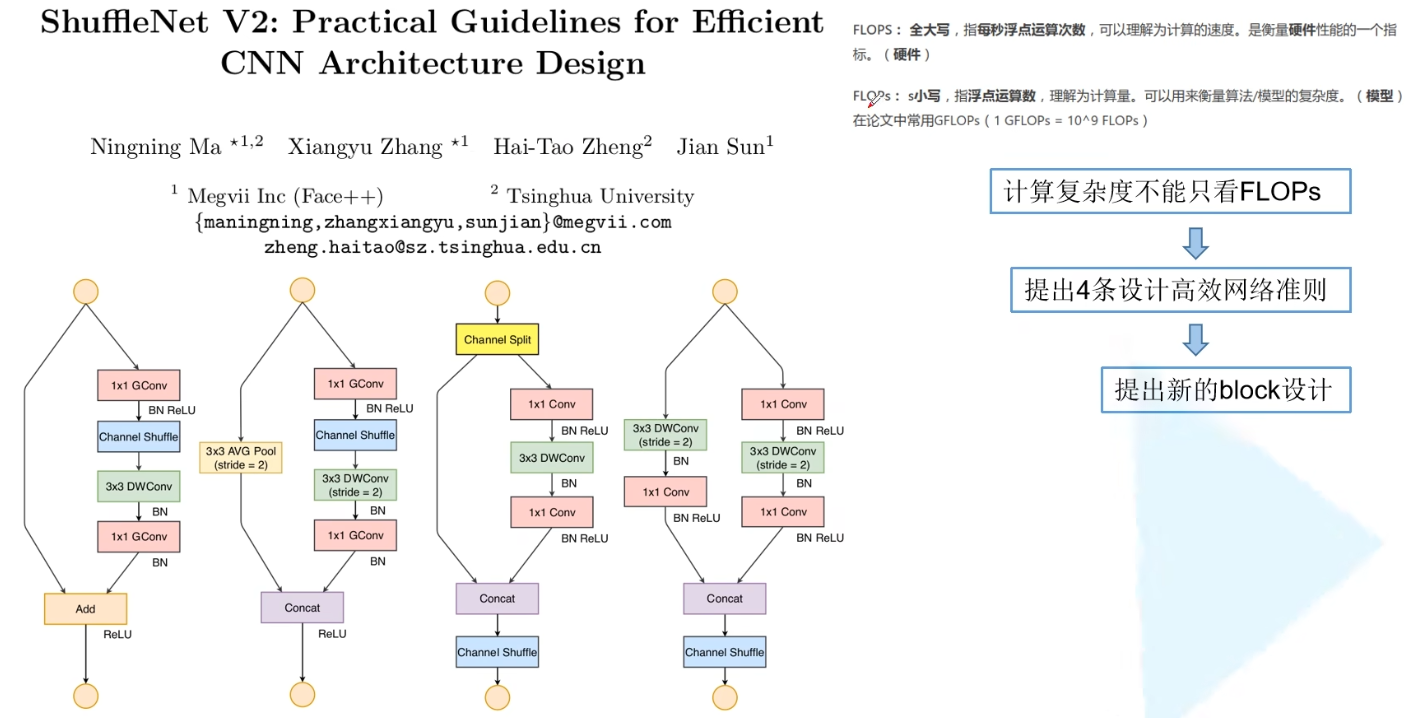 ShuffleNet V2: Practical Guidelines for Efficient
CNN Architecture Design
Ningning Ma ⋆1,2 Xiangyu Zhang ⋆1 Hai-Tao Zheng2 Jian Sun1
1 Megvii Inc (Face++) 2 Tsinghua University
{maningning,zhangxiangyu,sunjian}@megvii.com
zheng.haitao@sz.tsinghua.edu.cn
FLOPS： 全大写，指每秒浮点运算次数，可以理解为计算的速度。是衡量硬件性能的一个指
标。（硬件）
FLOPs： s小写，指浮点运算数，理解为计算量。可以用来衡量算法/模型的复杂度。（模型）
在论文中常用GFLOPs（1 GFLOPs = 10^9 FLOPs）
计算复杂度不能只看FLOPs
提出4条设计高效网络准则
提出新的block设计
1x1 GConv
BN ReLU
Channel Shuffle
3x3 DWConv
BN
1x1 GConv
BN
Add
ReLU
3x3 AVG Pool
(stride = 2)
1x1 GConv
BN ReLU
Channel Shuffle
3x3 DWConv
(stride = 2)
BN
1x1 GConv
BN
Concat
ReLU
Channel Split
1x1 Conv
BN ReLU
3x3 DWConv
BN
1x1 Conv
BN ReLU
Concat
Channel Shuffle
3x3 DWConv
(stride = 2)
BN
1x1 Conv
BN ReLU
1x1 Conv
BN ReLU
3x3 DWConv
(stride = 2)
BN
1x1 Conv
BN ReLU
Concat
Channel Shuffle